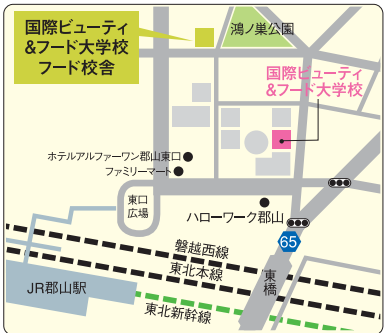 国際ビューティ
&フード大学校
フード校舎
鴻ノ巣公園
国際ビューティ
&フード大学校
ホテルアルファーワン郡山東口
ファミリーマート
東口
広場
ハローワーク郡山
65
磐越西線
東北本線
東橋
JR郡山駅
東北新幹線